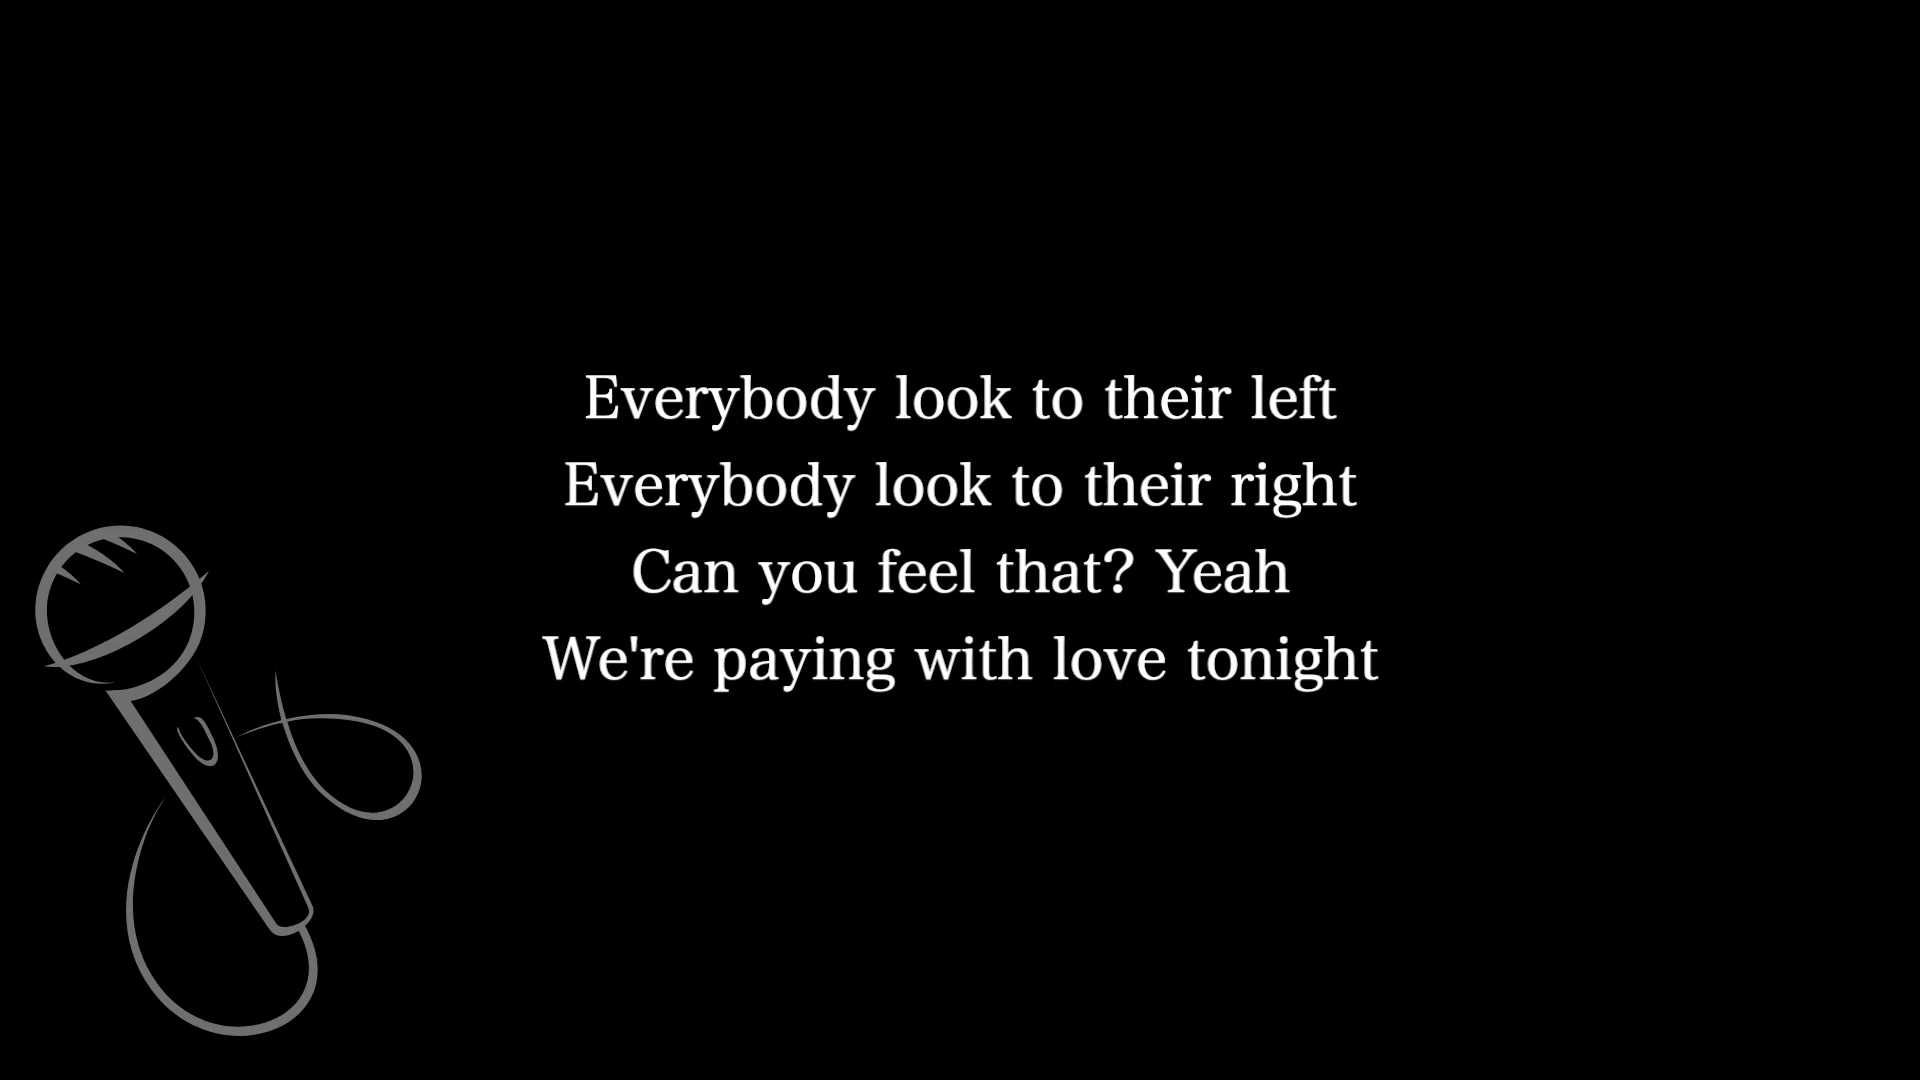 Everybody look to their left
Everybody look to their right
Can you feel that? Yeah
We're paying with love tonight